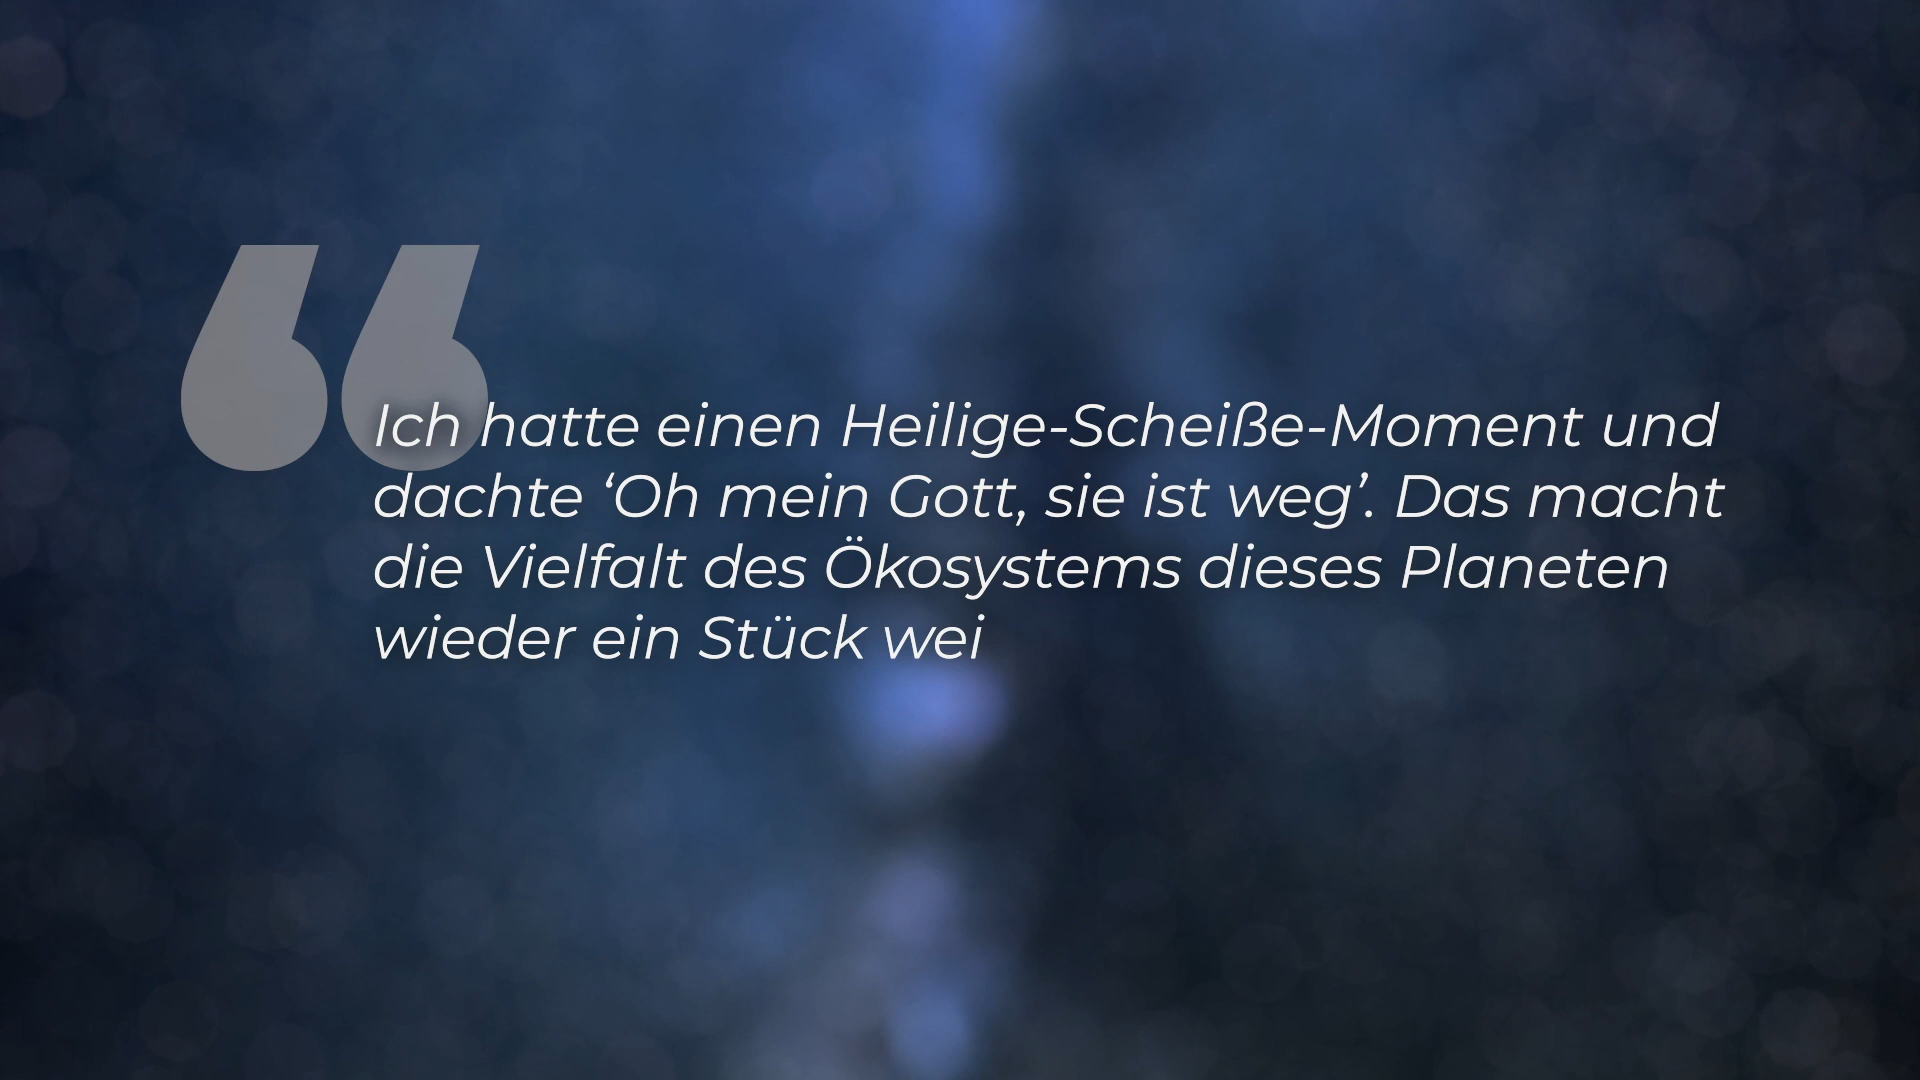 “
Ich hatte einen Heilige-Scheiße-Moment und
dachte ‘Oh mein Gott, sie ist weg’. Das macht
die Vielfalt des Ökosystems dieses Planeten
wieder ein Stück wei